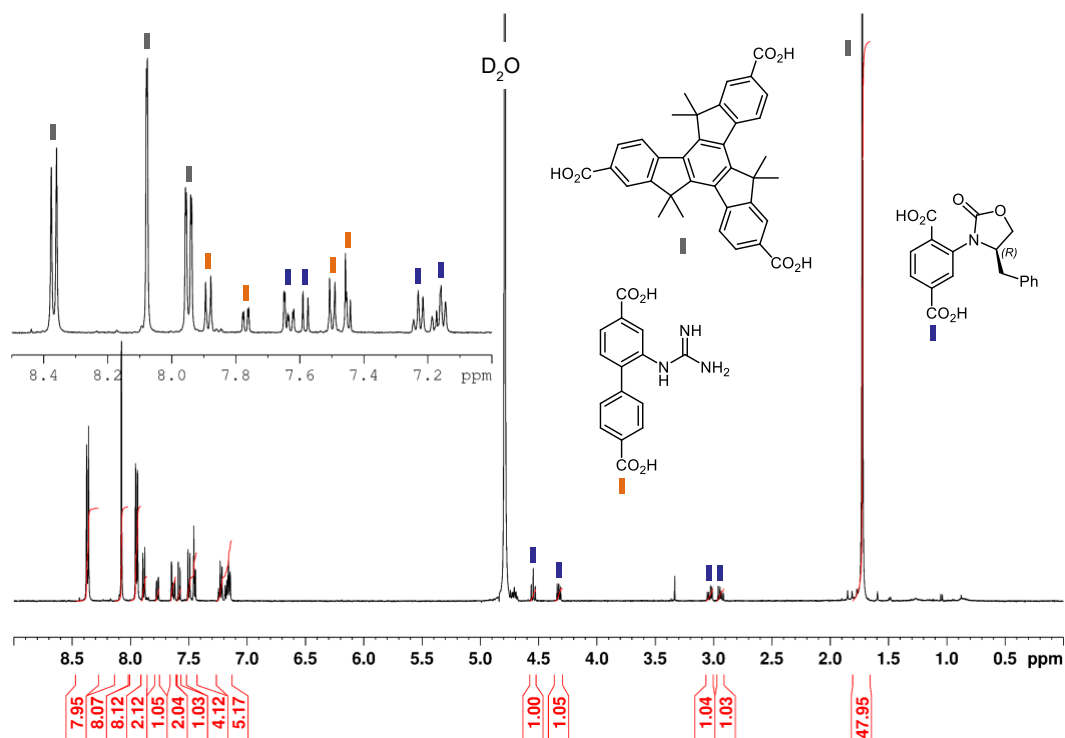 D2O
CO2H
HO2C
CO2H
8.4 8.2 8.0 7.8 7.6 7.4 7.2 ppm
CO2H
NH
N
H
NH2
CO2H
O
O
HO2C
N
(R)
Ph
CO2H
8.5 8.0 7.5 7.0 6.5 6.0 5.5 5.0 4.5 4.0 3.5 3.0 2.5 2.0 1.5 1.0 0.5 ppm
7.95 8.07 8.12 2.12 1.05 2.04 1.03 4.12 5.17 1.00 1.05 1.04 1.03 47.95